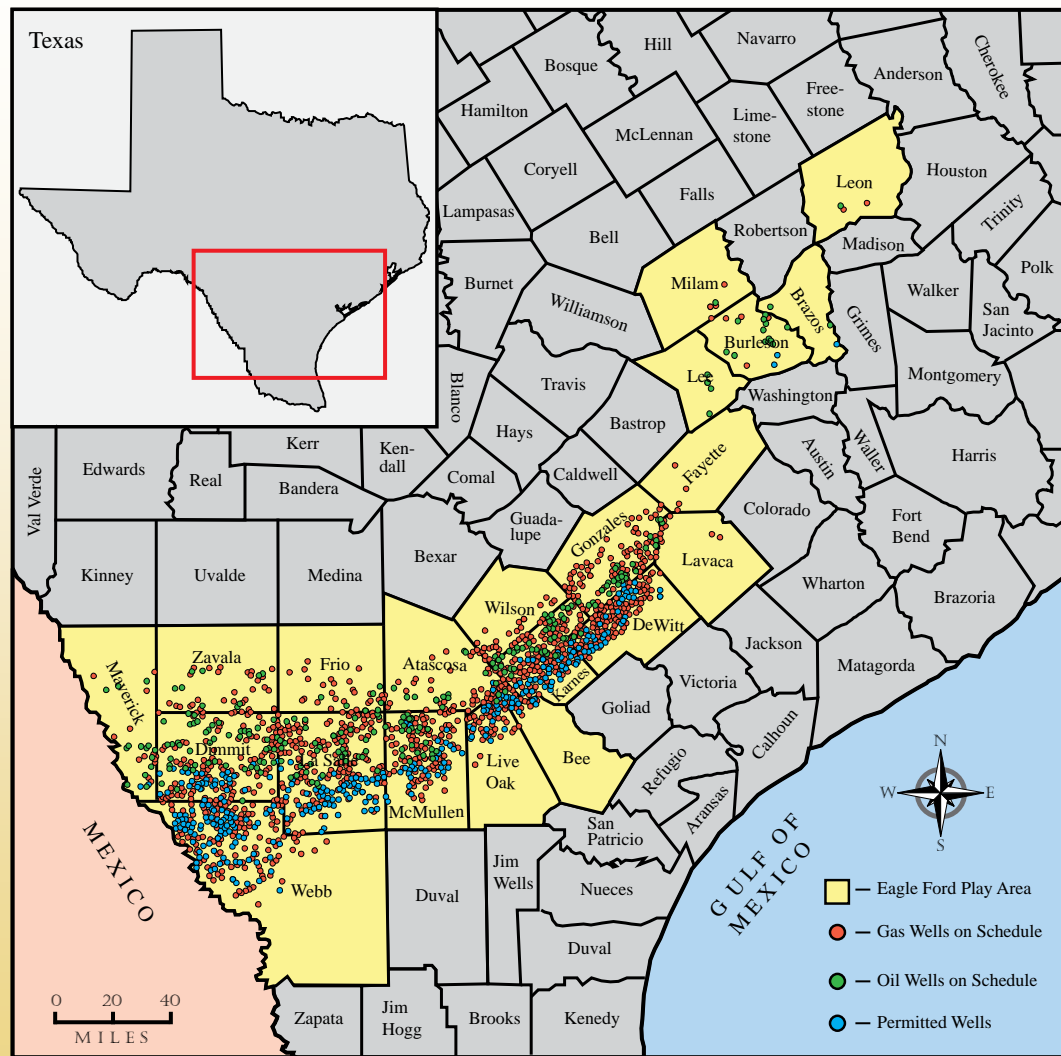 Texas
Hill
Navarro
Bosque
Anderson
Cherokee
Free-
stone
Hamilton
Lime-
stone
McLennan
Coryell
Leon
Houston
Falls
Trinity
Lampasas
Robertson
Bell
Madison
Polk
Milam
Burnet
Walker
Brazos
San
Jacinto
Williamson
Grimes
Burleson
Lee
Montgomery
Travis
Blanco
Washington
Bastrop
Hays
Kerr
Ken-
dall
Fayette
Austin
Waller
Harris
Edwards
Real
Comal
Caldwell
Val Verde
Bandera
Colorado
Guada-
lupe
Gonzales
Fort
Bend
Bexar
Lavaca
Kinney
Uvalde
Medina
Wharton
Brazoria
Wilson
DeWitt
Jackson
Zavala
Frio
Atascosa
Matagorda
Maverick
Karnes
Victoria
Goliad
Calhoun
Dimmit
La Salle
Live
Oak
Bee
Refugio
Aransas
McMullen
San
Patricio
N
W
E
S
MEXICO
Webb
Duval
Jim
Wells
Nueces
GULF OF
MEXICO
Duval
— Eagle Ford Play Area
— Gas Wells on Schedule
— Oil Wells on Schedule
— Permitted Wells
0 20 40
MILES
Zapata
Jim
Hogg
Brooks
Kenedy